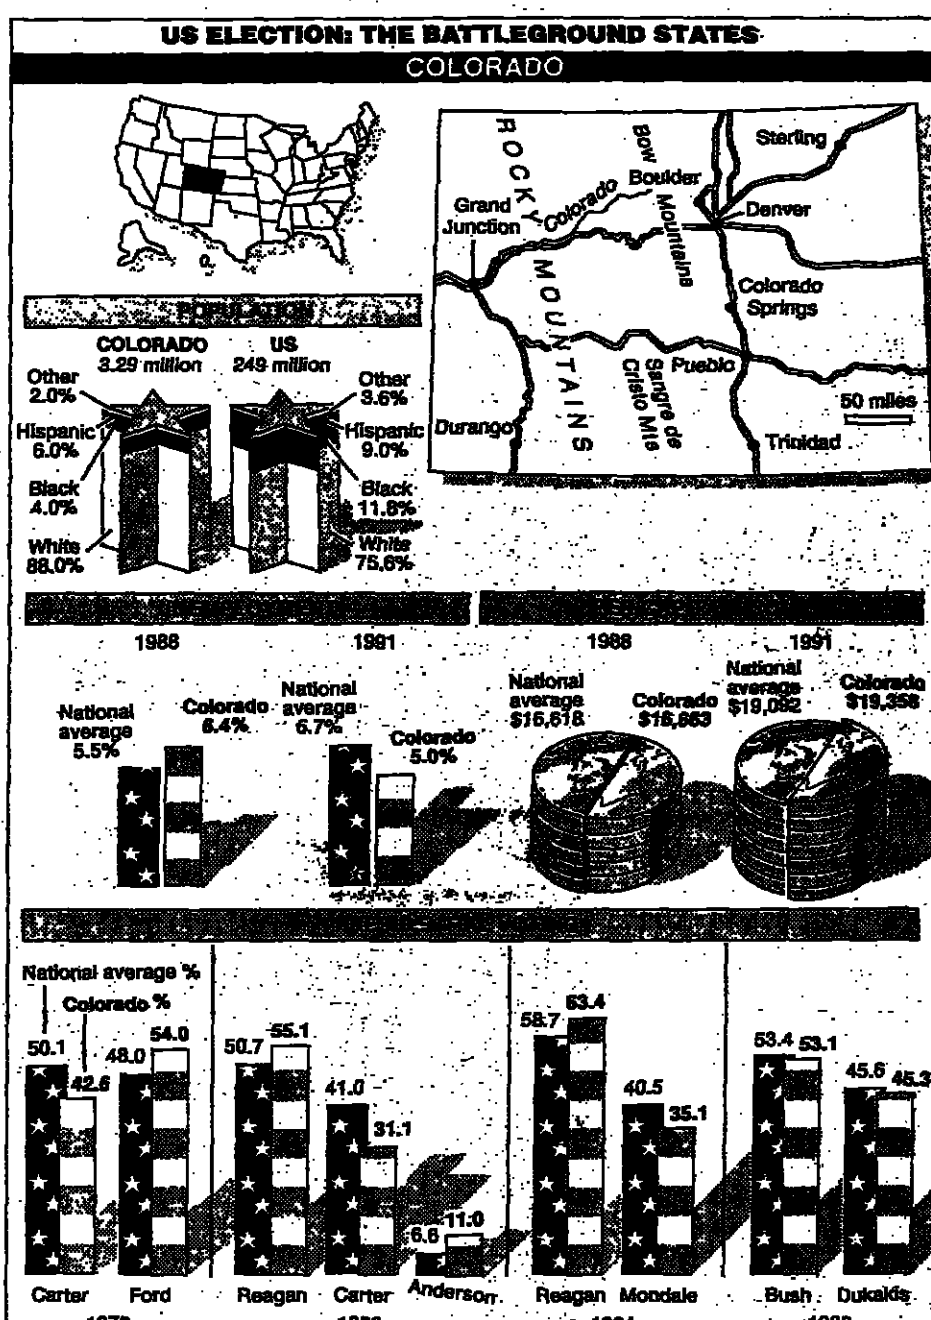 US ELECTION: THE BATTLEGROUND STATES
COLORADO
ROCKY MOUNTAINS
Bow Mountains
Sterling
Boulder
Colorado
Denver
Grand
Junction
Colorado
Springs
Pueblo
Sangre de
Cristo Mts
50 miles
Durango
Trinidad
POPULATION
COLORADO
3.29 million
US
249 million
Other
2.0%
Hispanic
6.0%
Black
4.0%
White
88.0%
Other
3.6%
Hispanic
9.0%
Black
11.8%
White
75.6%
1988
National
average
5.5%
Colorado
6.4%
1991
National
average
6.7%
Colorado
5.0%
1988
National
average
$16,618
Colorado
1991
National
average
$19,092
Colorado
$19,358
National average %
Colorado %
50.1
42.6
48.0
54.0
50.7
55.1
41.0
31.1
6.6
11.0
58.7
63.4
40.5
35.1
53.4
53.1
45.6
45.3
Carter
Ford
Reagan
Carter
Anderson
Reagan
Mondale
Bush
Dukakis